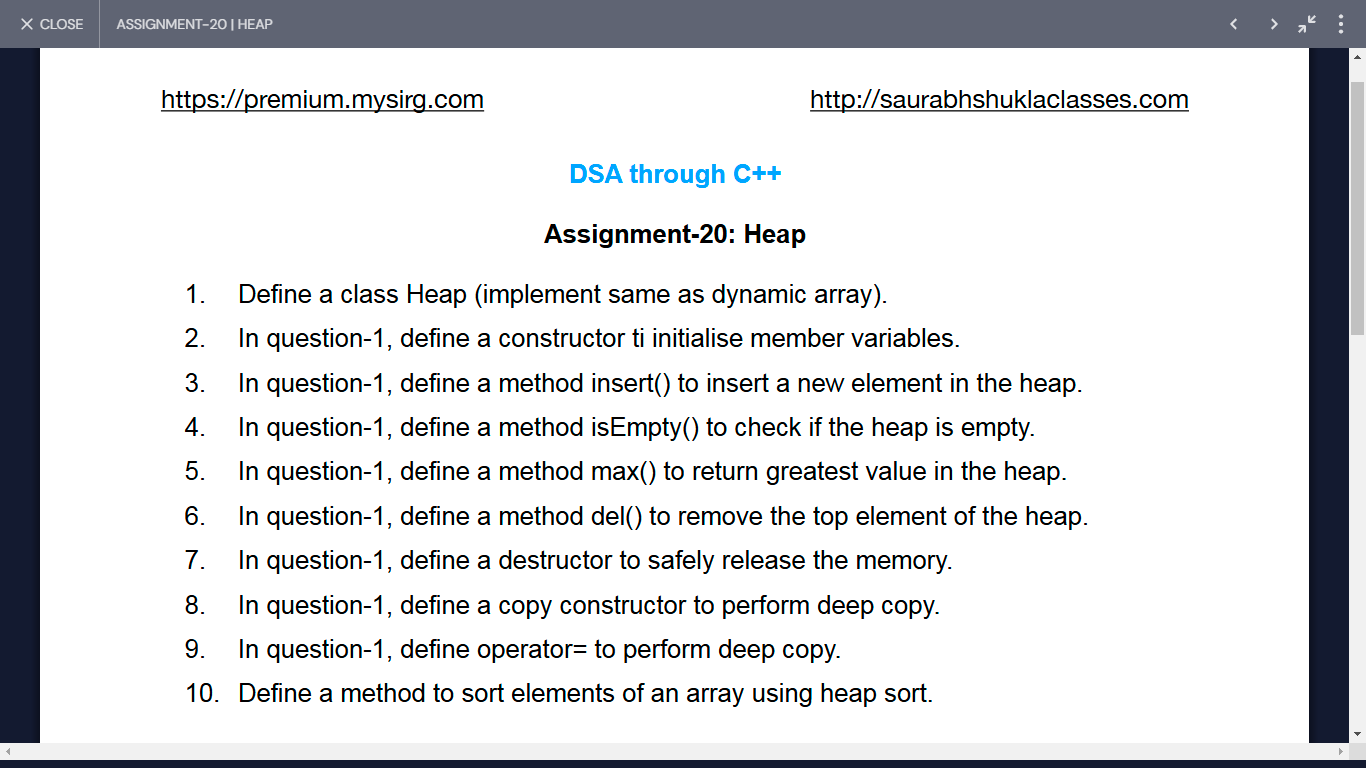 CLOSE ASSIGNMENT-20 | HEAP
https://premium.mysirg.com http://saurabhshuklaclasses.com
DSA through C++
Assignment-20: Heap
1. Define a class Heap (implement same as dynamic array).
2. In question-1, define a constructor ti initialise member variables.
3. In question-1, define a method insert() to insert a new element in the heap.
4. In question-1, define a method isEmpty() to check if the heap is empty.
5. In question-1, define a method max() to return greatest value in the heap.
6. In question-1, define a method del() to remove the top element of the heap.
7. In question-1, define a destructor to safely release the memory.
8. In question-1, define a copy constructor to perform deep copy.
9. In question-1, define operator= to perform deep copy.
10. Define a method to sort elements of an array using heap sort.